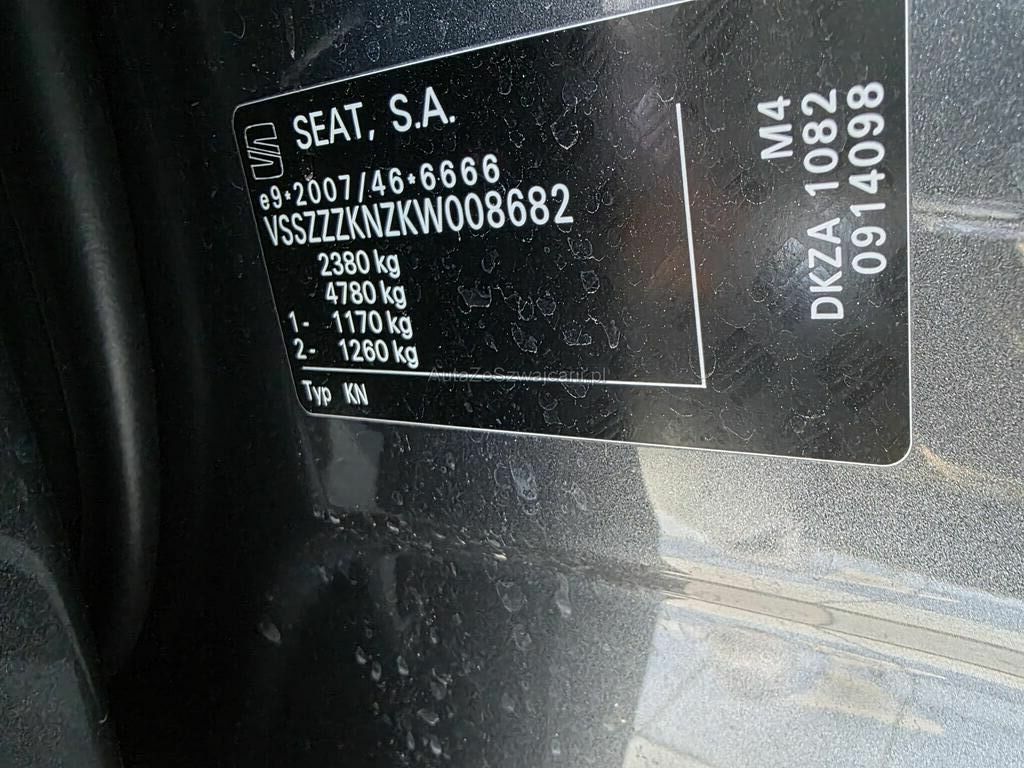 SEAT, S.A.
e9*2007/46*6666
VSSZZZKNZKW008682
2380 kg
4780 kg
1- 1170 kg
2- 1260 kg
Typ KN
M4
DKZA 1082
0914098
AutaZeSzwajcarii.pl